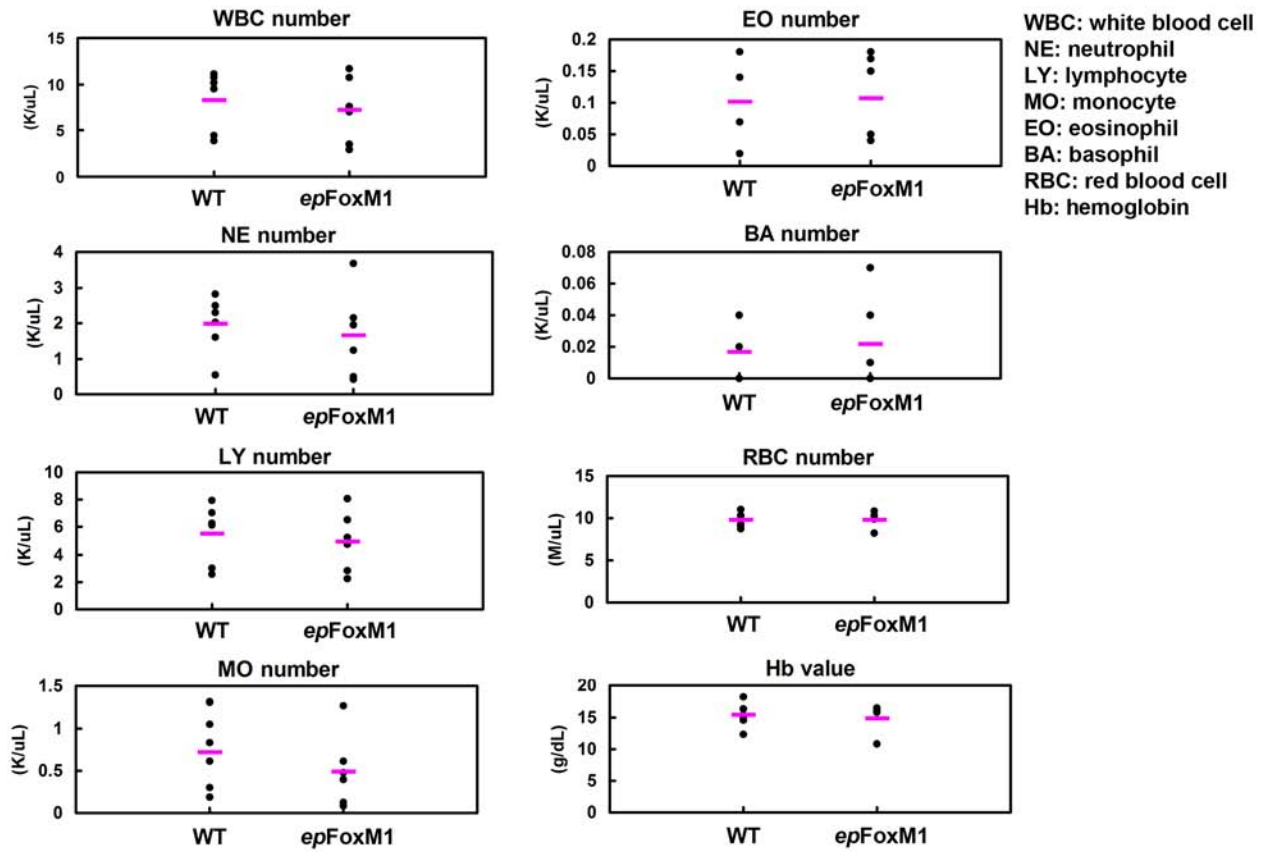 WBC number
15
10
5
0
(K/uL)
WT
epFoxM1
EO number
0.2
0.15
0.1
0.05
0
(K/uL)
WT
epFoxM1
WBC: white blood cell
NE: neutrophil
LY: lymphocyte
MO: monocyte
EO: eosinophil
BA: basophil
RBC: red blood cell
Hb: hemoglobin
NE number
4
3
2
1
0
(K/uL)
WT
epFoxM1
BA number
0.08
0.06
0.04
0.02
0
(K/uL)
WT
epFoxM1
LY number
10
8
6
4
2
0
(K/uL)
WT
epFoxM1
RBC number
15
10
5
0
(M/uL)
WT
epFoxM1
MO number
1.5
1
0.5
0
(K/uL)
WT
epFoxM1
Hb value
20
15
10
5
0
(g/dL)
WT
epFoxM1